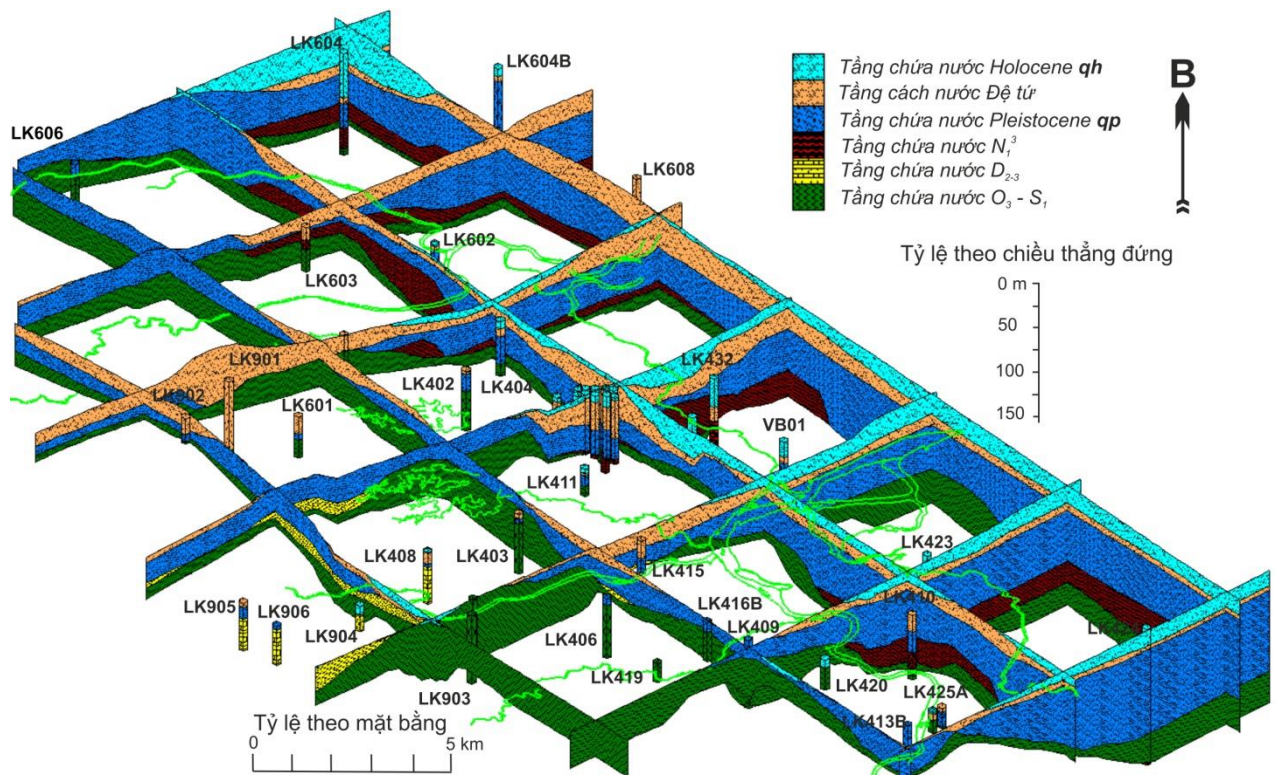 LK604
LK604B
LK606
LK608
LK602
LK603
LK901
LK902
LK601
LK402
LK404
LK432
VB01
LK411
LK408
LK403
LK415
LK423
LK905
LK906
LK904
LK406
LK416B
LK409
LK410
LK903
LK419
LK420
LK425A
LK413B
Tầng chứa nước Holocene qh
Tầng cách nước Đệ tứ
Tầng chứa nước Pleistocene qp
Tầng chứa nước N₁³
Tầng chứa nước D₂₋₃
Tầng chứa nước O₃ - S₁
B
Tỷ lệ theo chiều thẳng đứng
0 m
50
100
150
Tỷ lệ theo mặt bằng
0 5 km